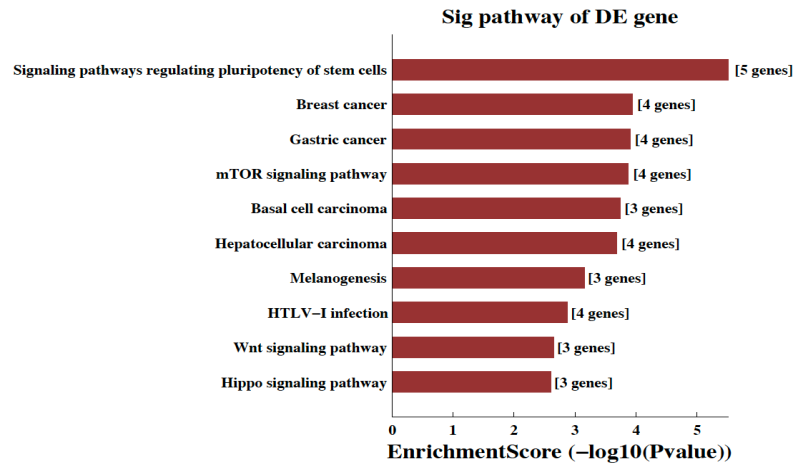 Sig pathway of DE gene
Signaling pathways regulating pluripotency of stem cells [5 genes]
Breast cancer [4 genes]
Gastric cancer [4 genes]
mTOR signaling pathway [4 genes]
Basal cell carcinoma [3 genes]
Hepatocellular carcinoma [4 genes]
Melanogenesis [3 genes]
HTLV−I infection [4 genes]
Wnt signaling pathway [3 genes]
Hippo signaling pathway [3 genes]
0 1 2 3 4 5
EnrichmentScore (−log10(Pvalue))